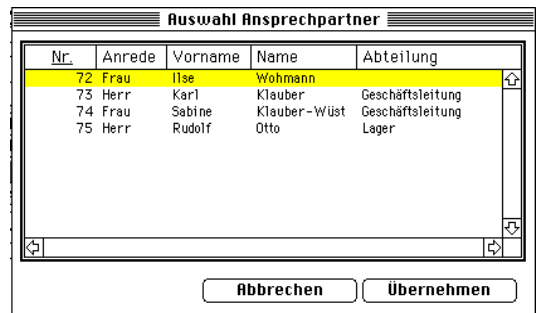 Auswahl Ansprechpartner
Nr. Anrede Vorname Name Abteilung
72 Frau Ilse Wohmann
73 Herr Karl Klauber Geschäftsleitung
74 Frau Sabine Klauber-Wüst Geschäftsleitung
75 Herr Rudolf Otto Lager
Abbrechen Übernehmen